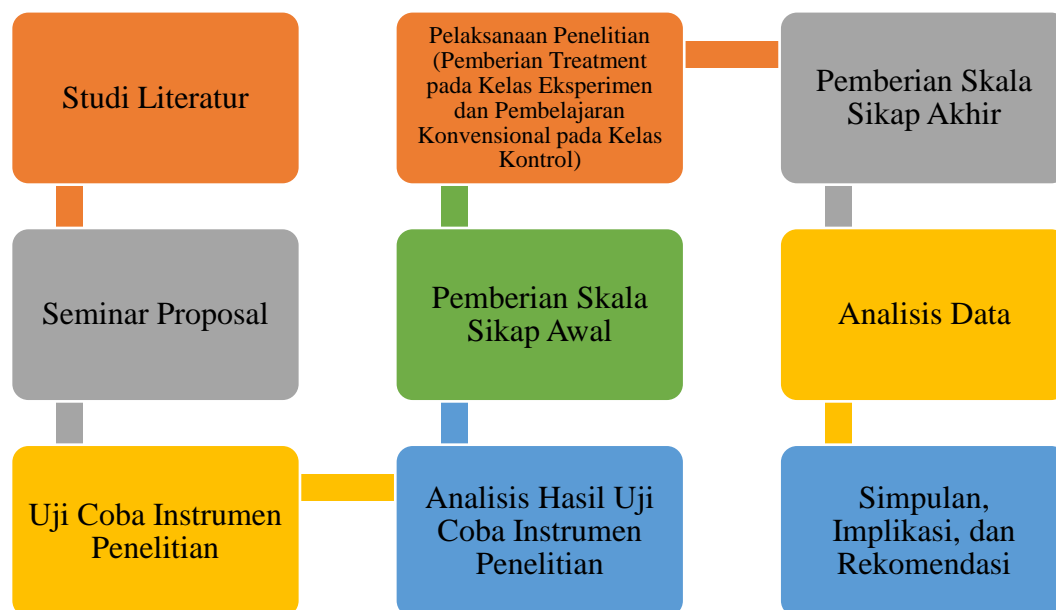 Studi Literatur
Seminar Proposal
Uji Coba Instrumen
Penelitian
Analisis Hasil Uji
Coba Instrumen
Penelitian
Pemberian Skala
Sikap Awal
Pelaksanaan Penelitian
(Pemberian Treatment
pada Kelas Eksperimen
dan Pembelajaran
Konvensional pada Kelas
Kontrol)
Pemberian Skala
Sikap Akhir
Analisis Data
Simpulan,
Implikasi, dan
Rekomendasi